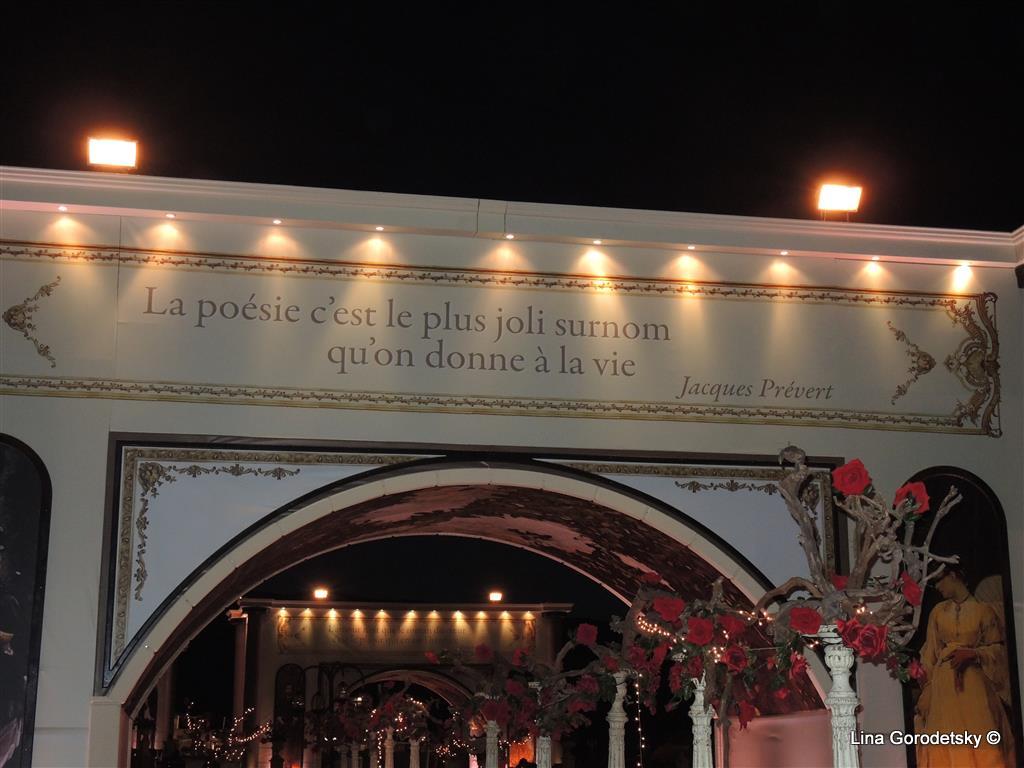 La poésie c'est le plus joli surnom
qu'on donne à la vie
Jacques Prévert
Lina Gorodetsky ©